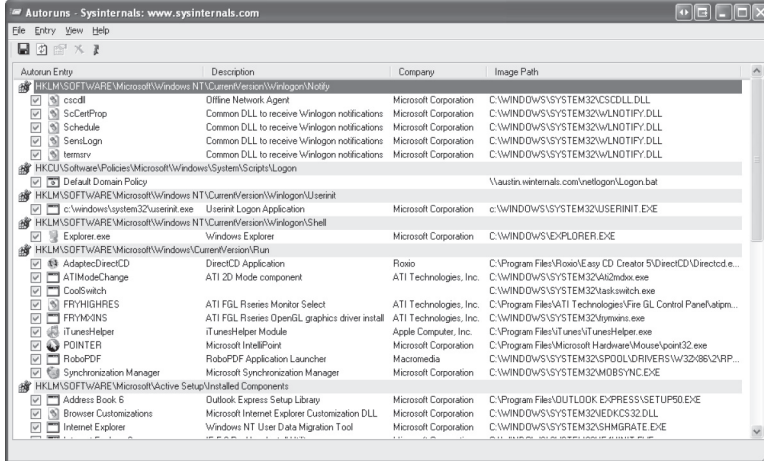 Autoruns - Sysinternals: www.sysinternals.com
File Entry View Help
Autorun Entry Description Company Image Path
HKLM\SOFTWARE\Microsoft\Windows NT\CurrentVersion\Winlogon\Notify
cscdll Offline Network Agent Microsoft Corporation C:\WINDOWS\SYSTEM32\CSCDLL.DLL
ScCertProp Common DLL to receive Winlogon notifications Microsoft Corporation C:\WINDOWS\SYSTEM32\WLNOTIFY.DLL
Schedule Common DLL to receive Winlogon notifications Microsoft Corporation C:\WINDOWS\SYSTEM32\WLNOTIFY.DLL
SensLogn Common DLL to receive Winlogon notifications Microsoft Corporation C:\WINDOWS\SYSTEM32\WLNOTIFY.DLL
termsrv Common DLL to receive Winlogon notifications Microsoft Corporation C:\WINDOWS\SYSTEM32\WLNOTIFY.DLL
HKCU\Software\Policies\Microsoft\Windows\System\Scripts\Logon
Default Domain Policy \\austin.winternals.com\netlogon\Logon.bat
HKLM\SOFTWARE\Microsoft\Windows NT\CurrentVersion\Winlogon\Userinit
c:\windows\system32\userinit.exe Userinit Logon Application Microsoft Corporation c:\WINDOWS\SYSTEM32\USERINIT.EXE
HKLM\SOFTWARE\Microsoft\Windows NT\CurrentVersion\Winlogon\Shell
Explorer.exe Windows Explorer Microsoft Corporation C:\WINDOWS\EXPLORER.EXE
HKLM\SOFTWARE\Microsoft\Windows\CurrentVersion\Run
AdaptecDirectCD DirectCD Application Roxio C:\Program Files\Roxio\Easy CD Creator 5\DirectCD\Directcd.e...
ATIModeChange ATI 2D Mode component ATI Technologies, Inc. C:\WINDOWS\SYSTEM32\Ati2mdxx.exe
CoolSwitch C:\WINDOWS\SYSTEM32\taskswitch.exe
FRYHIGHRES ATI FGL Rseries Monitor Select ATI Technologies, Inc. C:\Program Files\ATI Technologies\Fire GL Control Panel\atipm...
FRYMXINS ATI FGL Rseries OpenGL graphics driver install ATI Technologies, Inc. C:\WINDOWS\SYSTEM32\frymxins.exe
iTunesHelper iTunesHelper Module Apple Computer, Inc. C:\Program Files\iTunes\iTunesHelper.exe
POINTER Microsoft IntelliPoint Microsoft Corporation C:\Program Files\Microsoft Hardware\Mouse\point32.exe
RoboPDF RoboPDF Application Launcher Macromedia C:\WINDOWS\SYSTEM32\SPOOL\DRIVERS\W32X86\2\RP...
Synchronization Manager Microsoft Synchronization Manager Microsoft Corporation C:\WINDOWS\SYSTEM32\MOBSYNC.EXE
HKLM\SOFTWARE\Microsoft\Active Setup\Installed Components
Address Book 6 Outlook Express Setup Library Microsoft Corporation C:\Program Files\OUTLOOK EXPRESS\SETUP50.EXE
Browser Customizations Microsoft Internet Explorer Customization DLL Microsoft Corporation C:\WINDOWS\SYSTEM32\IEDKCS32.DLL
Internet Explorer Windows NT User Data Migration Tool Microsoft Corporation C:\WINDOWS\SYSTEM32\SHMGRATE.EXE